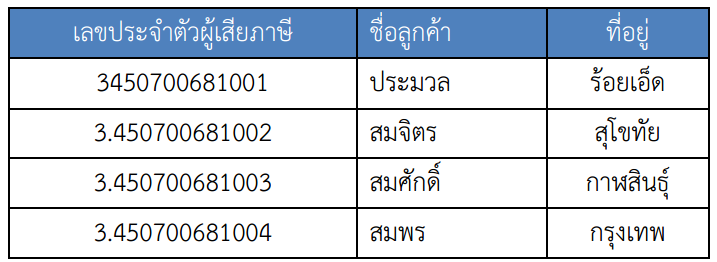 เลขประจำตัวผู้เสียภาษี ชื่อลูกค้า ที่อยู่
3450700681001 ประมวล ร้อยเอ็ด
3.450700681002 สมจิตร สุโขทัย
3.450700681003 สมศักดิ์ กาฬสินธุ์
3.450700681004 สมพร กรุงเทพ